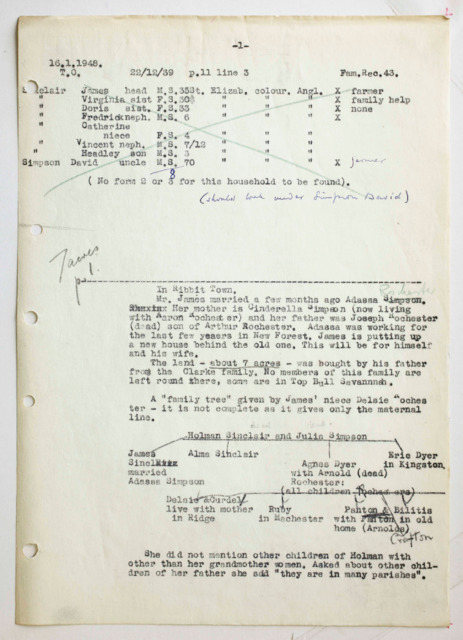 -1-
16.1.1948.
T.O. 22/12/39 p.11 line 3 Fam.Rec.43.
clair James head M.S. 35 St. Elizab. colour. Angl. X farmer
" Virginia sist F.S. 30 " " " X family help
" Doris sist. F.S. 33 " " " X none
" Fredrick neph. M.S. 6 " " " X
" Catherine
niece F.S. 4 " " "
" Vincent neph. M.S. 7/12 " " "
" Headley son M.S. 3 " " "
Simpson David uncle M.S. 70 " " " X farmer
( No form 2 or 8 for this household to be found).
(should look under Simpson David)
James
p 1.
In Ribbit Town.
Rochester
Mr. James married a few months ago Adassa Simpson.
Her mother is Cinderella Simpson (now living
with Aaron Rochester) and her father was Joseph Rochester
(dead) son of Arthur Rochester. Adassa was working for
the last few years in New Forest. James is putting up
a new house behind the old one. This will be for himself
and his wife.
The land - about 7 acres - was bought by his father
from the Clarke family. No members of this family are
left round there, some are in Top Bull Savannah.
A "family tree" given by James' niece Delsie Roches
ter - it is not complete as it gives only the maternal
line.
dead
Holman Sinclair and Julia Simpson
James Alma Sinclair Eric Dyer
Agnes Dyer in Kingston.
married with Arnold (dead)
Adassa Simpson Rochester:
(all children Rochesters)
Delsie & Gurdel
live with mother Ruby Panton & Bilitis
in Ridge in Machester with Panton in old
home (Arnolds)
Crofton
She did not mention other children of Holman with
other than her grandmother women. Asked about other chil-
dren of her father she said "they are in many parishes".